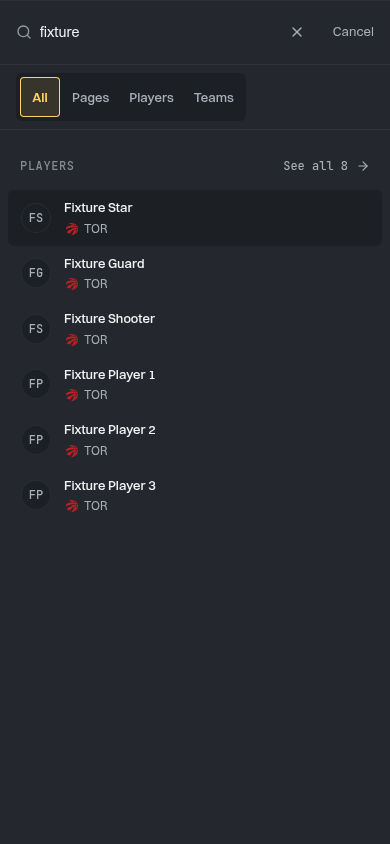 fixture
Cancel
All
Pages
Players
Teams
PLAYERS
See all 8
FS
Fixture Star
TOR
FG
Fixture Guard
TOR
FS
Fixture Shooter
TOR
FP
Fixture Player 1
TOR
FP
Fixture Player 2
TOR
FP
Fixture Player 3
TOR